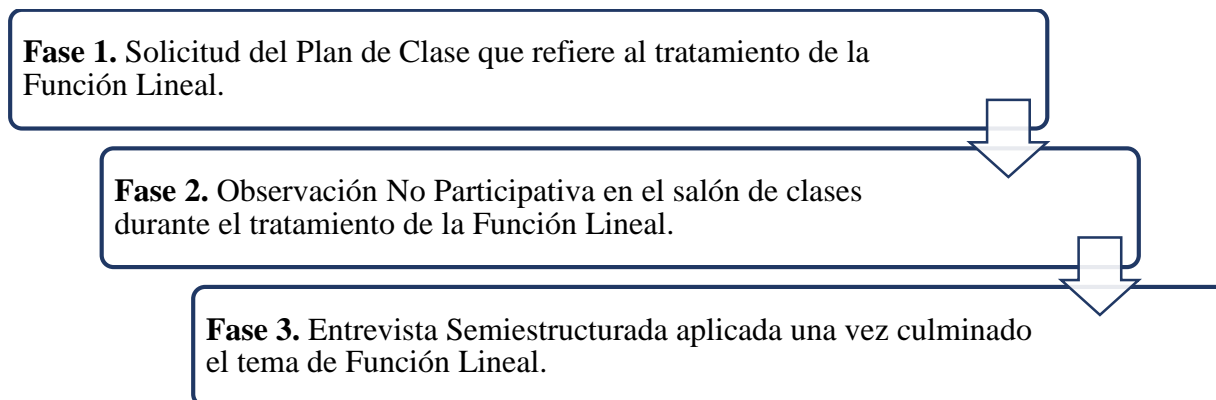 Fase 1. Solicitud del Plan de Clase que refiere al tratamiento de la
Función Lineal.
Fase 2. Observación No Participativa en el salón de clases
durante el tratamiento de la Función Lineal.
Fase 3. Entrevista Semiestructurada aplicada una vez culminado
el tema de Función Lineal.